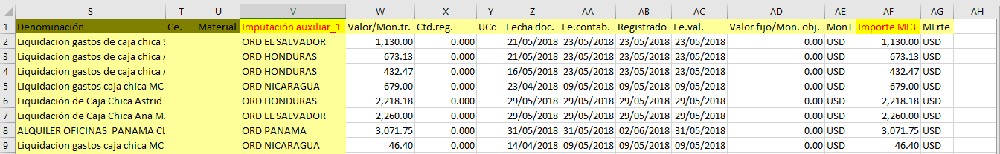 S T U V W X Y Z AA AB AC AD AE AF AG AH
1 Denominación Ce. Material Imputación auxiliar_1 Valor/Mon.tr. Ctd.reg. UCc Fecha doc. Fe.contab. Registrado Fe.val. Valor fijo/Mon. obj. MonT Importe ML3 MFrte
2 Liquidacion gastos de caja chica S ORD EL SALVADOR 1,130.00 0.000 21/05/2018 23/05/2018 23/05/2018 23/05/2018 0.00 USD 1,130.00 USD
3 Liquidacion gastos de caja chica A ORD HONDURAS 673.13 0.000 21/05/2018 23/05/2018 23/05/2018 23/05/2018 0.00 USD 673.13 USD
4 Liquidacion gastos de caja chica A ORD HONDURAS 432.47 0.000 16/05/2018 23/05/2018 23/05/2018 23/05/2018 0.00 USD 432.47 USD
5 Liquidacion gastos caja chica MC ORD NICARAGUA 679.00 0.000 23/04/2018 09/05/2018 09/05/2018 09/05/2018 0.00 USD 679.00 USD
6 Liquidación de Caja Chica Astrid ORD HONDURAS 2,218.18 0.000 29/05/2018 29/05/2018 29/05/2018 29/05/2018 0.00 USD 2,218.18 USD
7 Liquidación de Caja Chica Ana M. ORD EL SALVADOR 2,260.00 0.000 29/05/2018 29/05/2018 29/05/2018 29/05/2018 0.00 USD 2,260.00 USD
8 ALQUILER OFICINAS PANAMA CL ORD PANAMA 3,071.75 0.000 31/05/2018 31/05/2018 02/06/2018 31/05/2018 0.00 USD 3,071.75 USD
9 Liquidacion gastos caja chica MC ORD NICARAGUA 46.40 0.000 14/04/2018 09/05/2018 09/05/2018 09/05/2018 0.00 USD 46.40 USD